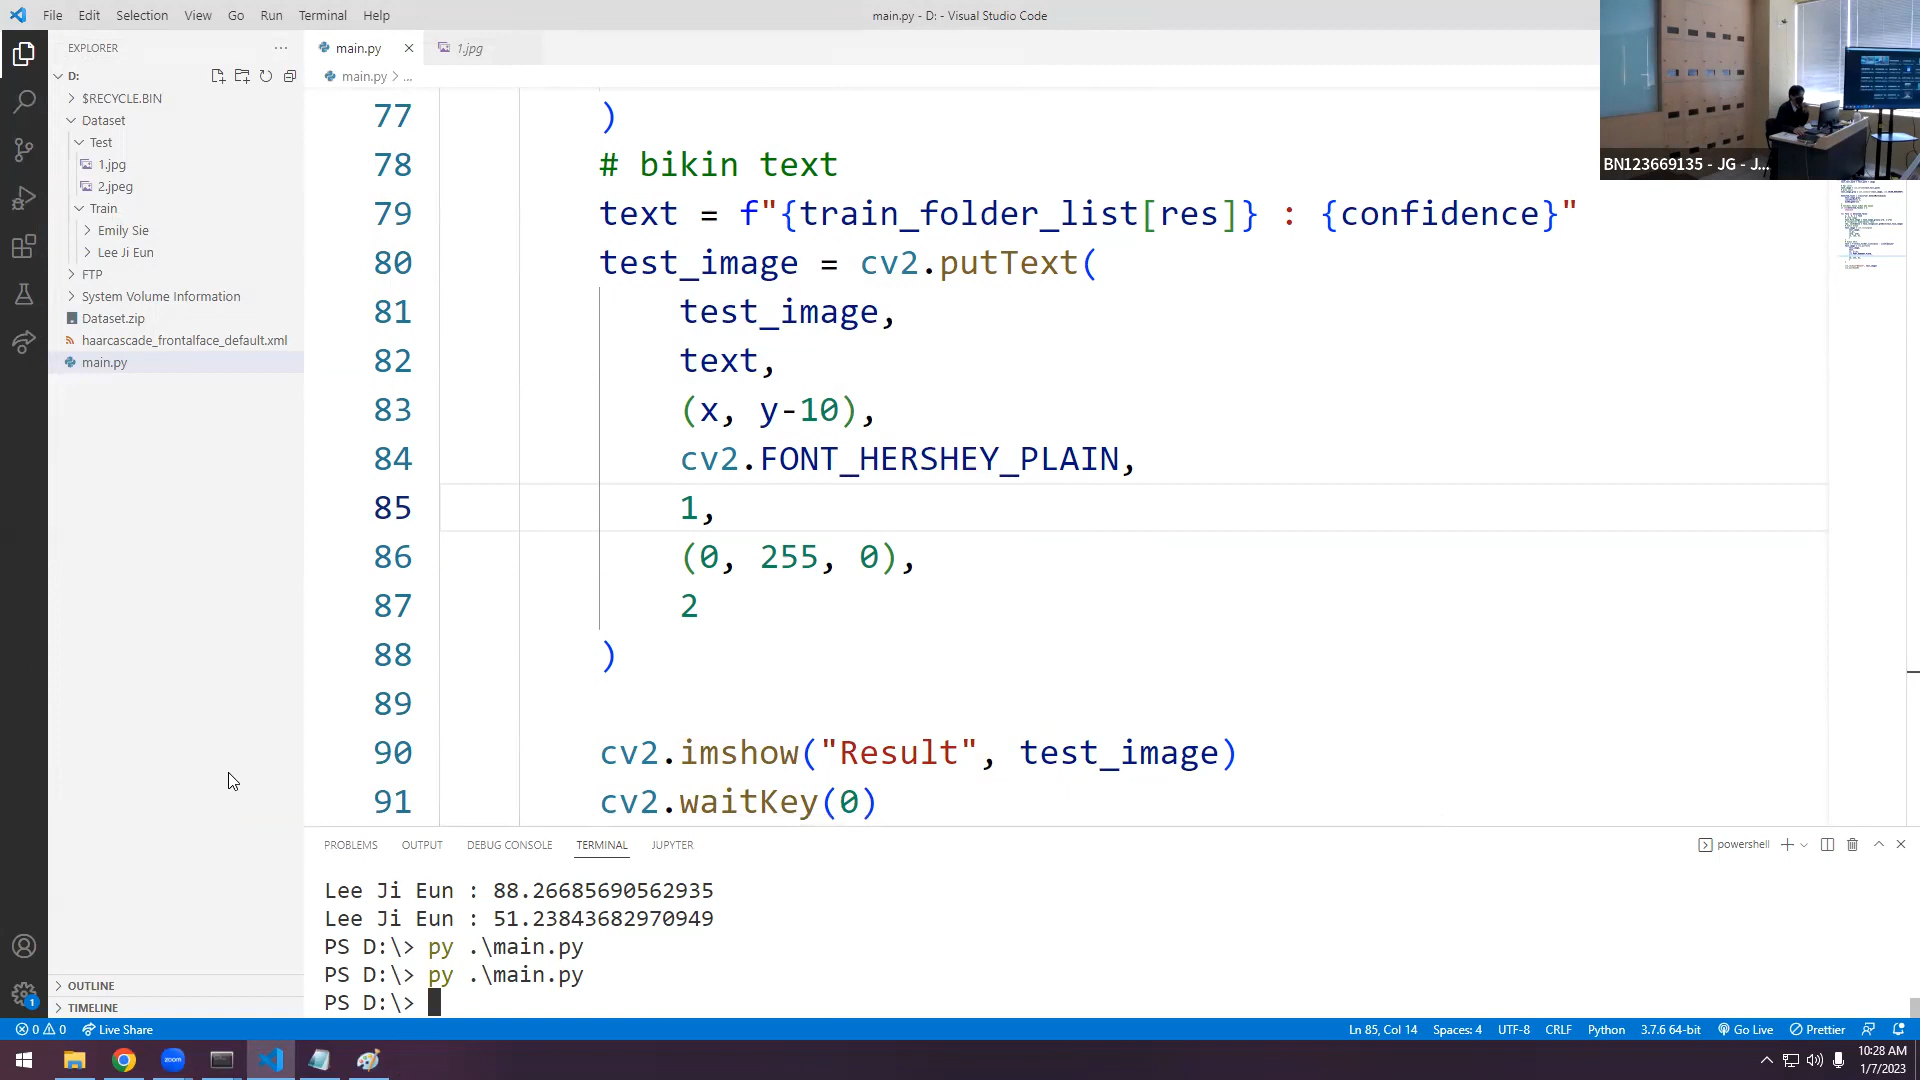 File Edit Selection View Go Run Terminal Help
main.py - D: - Visual Studio Code
EXPLORER
D:
$RECYCLE.BIN
Dataset
Test
1.jpg
2.jpeg
Train
Emily Sie
Lee Ji Eun
FTP
System Volume Information
Dataset.zip
haarcascade_frontalface_default.xml
main.py
OUTLINE
TIMELINE
main.py
1.jpg
main.py > ...
77 )
78 # bikin text
79 text = f"{train_folder_list[res]} : {confidence}"
80 test_image = cv2.putText(
81 test_image,
82 text,
83 (x, y-10),
84 cv2.FONT_HERSHEY_PLAIN,
85 1,
86 (0, 255, 0),
87 2
88 )
89
90 cv2.imshow("Result", test_image)
91 cv2.waitKey(0)
BN123669135 - JG - J...
PROBLEMS OUTPUT DEBUG CONSOLE TERMINAL JUPYTER
powershell
Lee Ji Eun : 88.26685690562935
Lee Ji Eun : 51.23843682970949
PS D:\> py .\main.py
PS D:\> py .\main.py
PS D:\>
1
0 0 Live Share
Ln 85, Col 14 Spaces: 4 UTF-8 CRLF Python 3.7.6 64-bit Go Live Prettier
zoom
10:28 AM
1/7/2023